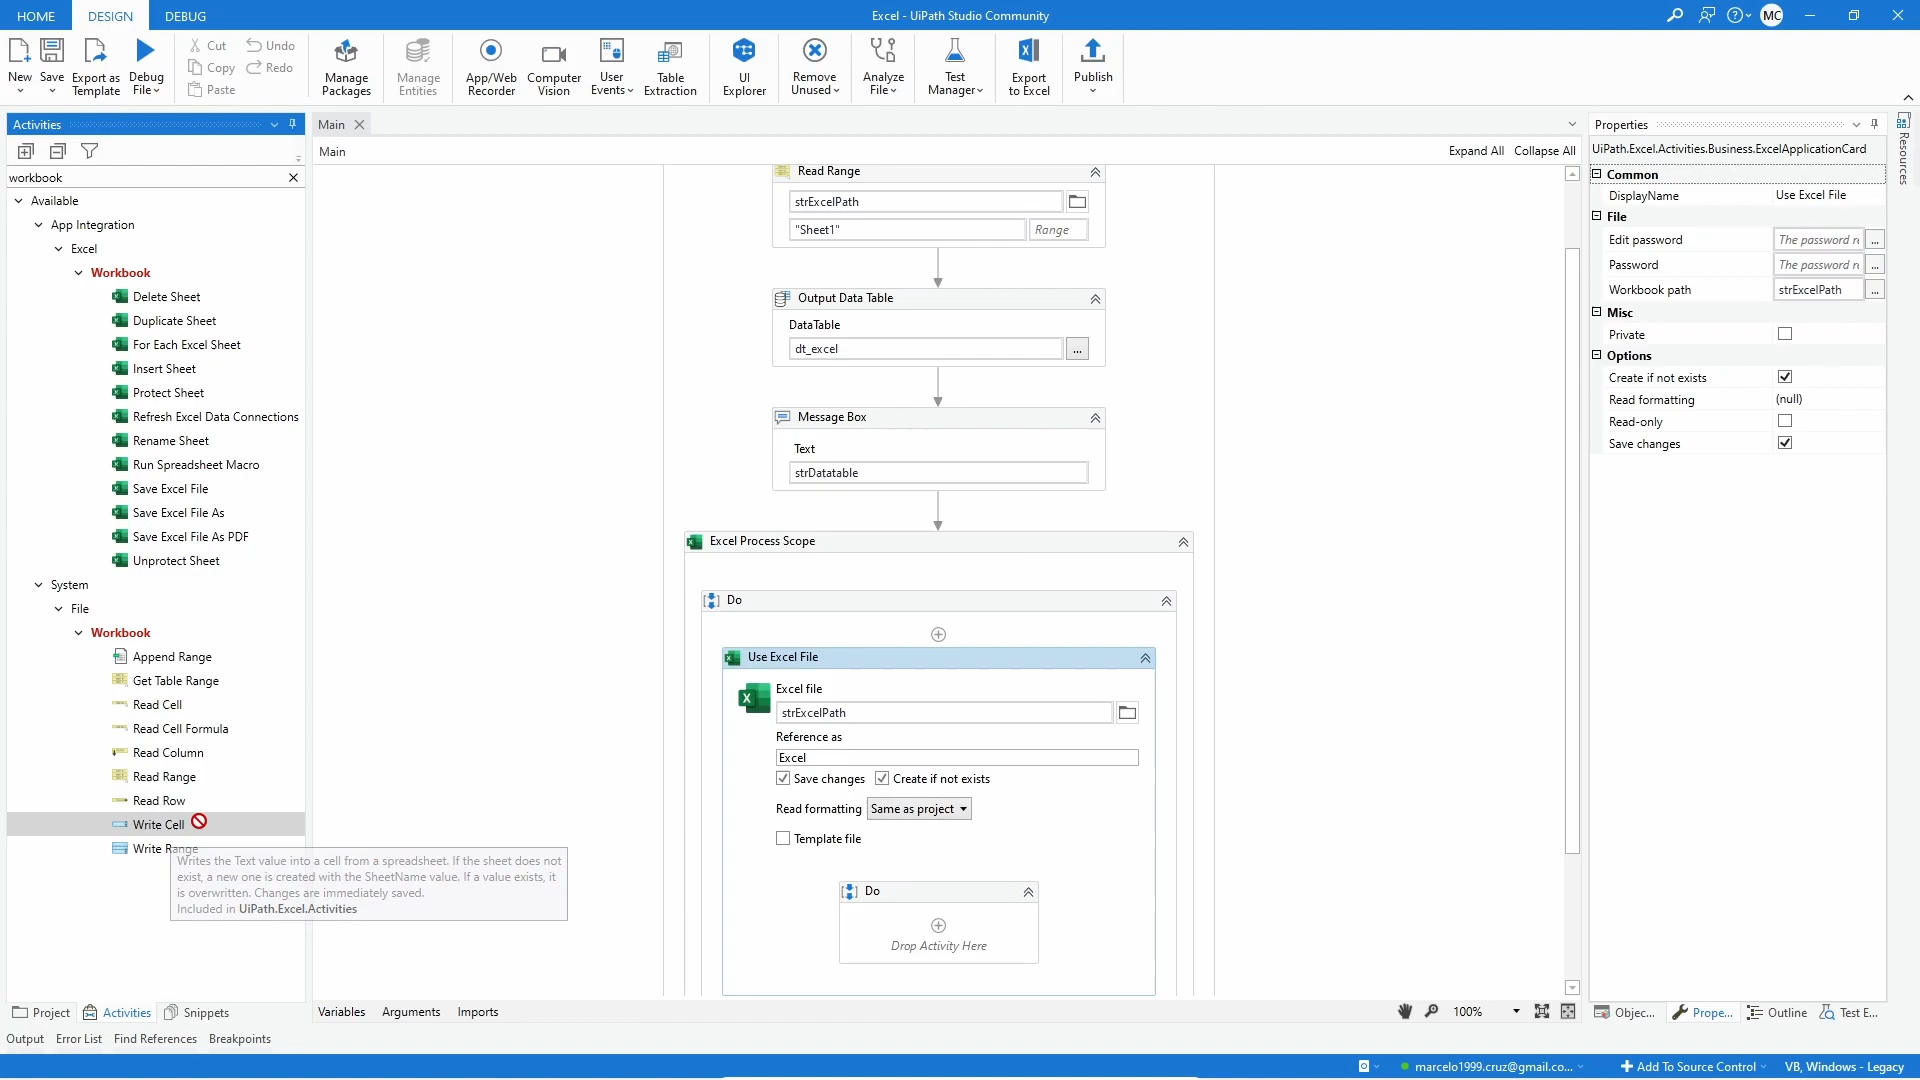 HOME DESIGN DEBUG Excel - UiPath Studio Community MC
New Save Export as Template Debug File
Cut Copy Paste Undo Redo
Manage Packages Manage Entities App/Web Recorder Computer Vision User Events Table Extraction UI Explorer Remove Unused Analyze File Test Manager Export to Excel Publish
Activities
workbook
Available
App Integration
Excel
Workbook
Delete Sheet
Duplicate Sheet
For Each Excel Sheet
Insert Sheet
Protect Sheet
Refresh Excel Data Connections
Rename Sheet
Run Spreadsheet Macro
Save Excel File
Save Excel File As
Save Excel File As PDF
Unprotect Sheet
System
File
Workbook
Append Range
Get Table Range
Read Cell
Read Cell Formula
Read Column
Read Range
Read Row
Write Cell
Write Range
Writes the Text value into a cell from a spreadsheet. If the sheet does not
exist, a new one is created with the SheetName value. If a value exists, it
is overwritten. Changes are immediately saved.
Included in UiPath.Excel.Activities
Project Activities Snippets
Main
Main Expand All Collapse All
Read Range
strExcelPath
"Sheet1" Range
Output Data Table
DataTable
dt_excel ...
Message Box
Text
strDatatable
Excel Process Scope
Do
Use Excel File
Excel file
strExcelPath
Reference as
Excel
Save changes Create if not exists
Read formatting Same as project
Template file
Do
Drop Activity Here
Variables Arguments Imports 100%
Properties
UiPath.Excel.Activities.Business.ExcelApplicationCard
Common
DisplayName Use Excel File
File
Edit password The password re ...
Password The password re ...
Workbook path strExcelPath ...
Misc
Private
Options
Create if not exists
Read formatting (null)
Read-only
Save changes
Resources
Objec... Prope... Outline Test E...
Output Error List Find References Breakpoints
marcelo1999.cruz@gmail.co... Add To Source Control VB, Windows - Legacy